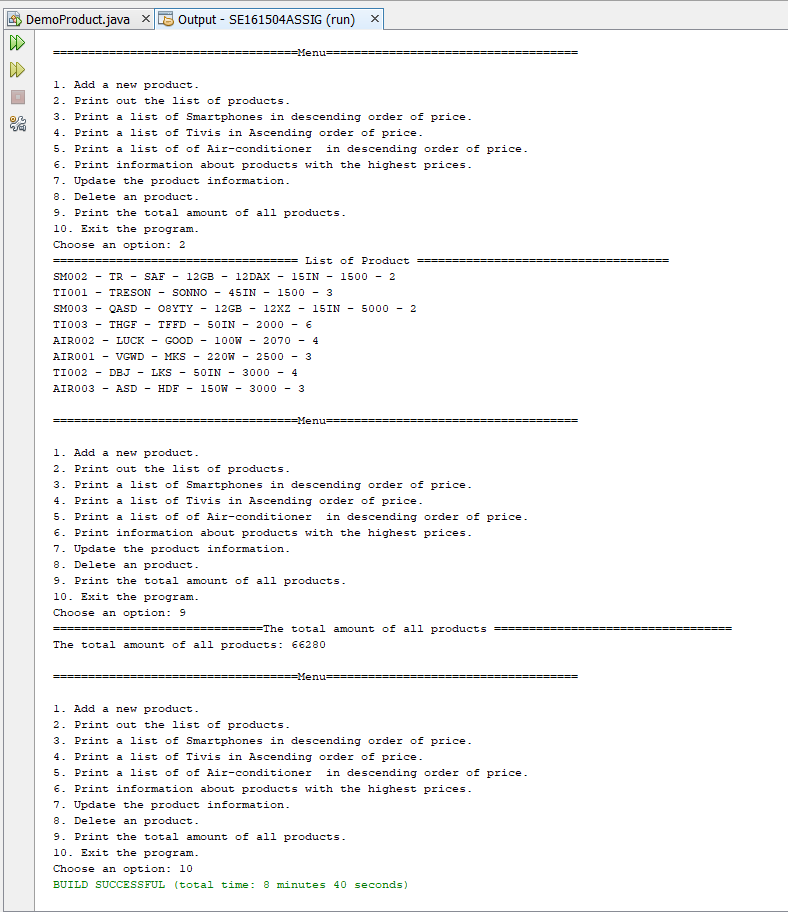 DemoProduct.java × Output - SE161504ASSIG (run) ×
===================================Menu====================================
1. Add a new product.
2. Print out the list of products.
3. Print a list of Smartphones in descending order of price.
4. Print a list of Tivis in Ascending order of price.
5. Print a list of of Air-conditioner  in descending order of price.
6. Print information about products with the highest prices.
7. Update the product information.
8. Delete an product.
9. Print the total amount of all products.
10. Exit the program.
Choose an option: 2
=================================== List of Product ====================================
SM002 - TR - SAF - 12GB - 12DAX - 15IN - 1500 - 2
TI001 - TRESON - SONNO - 45IN - 1500 - 3
SM003 - QASD - O8YTY - 12GB - 12XZ - 15IN - 5000 - 2
TI003 - THGF - TFFD - 50IN - 2000 - 6
AIR002 - LUCK - GOOD - 100W - 2070 - 4
AIR001 - VGWD - MKS - 220W - 2500 - 3
TI002 - DBJ - LKS - 50IN - 3000 - 4
AIR003 - ASD - HDF - 150W - 3000 - 3
===================================Menu====================================
1. Add a new product.
2. Print out the list of products.
3. Print a list of Smartphones in descending order of price.
4. Print a list of Tivis in Ascending order of price.
5. Print a list of of Air-conditioner  in descending order of price.
6. Print information about products with the highest prices.
7. Update the product information.
8. Delete an product.
9. Print the total amount of all products.
10. Exit the program.
Choose an option: 9
==============================The total amount of all products ==================================
The total amount of all products: 66280
===================================Menu====================================
1. Add a new product.
2. Print out the list of products.
3. Print a list of Smartphones in descending order of price.
4. Print a list of Tivis in Ascending order of price.
5. Print a list of of Air-conditioner  in descending order of price.
6. Print information about products with the highest prices.
7. Update the product information.
8. Delete an product.
9. Print the total amount of all products.
10. Exit the program.
Choose an option: 10
BUILD SUCCESSFUL (total time: 8 minutes 40 seconds)